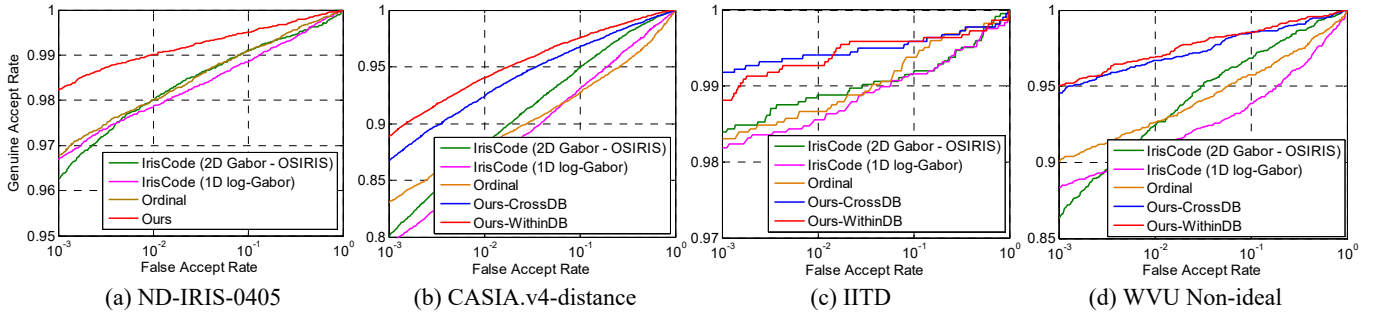 Genuine Accept Rate
1
0.99
0.98
0.97
0.96
0.95
10^-3
10^-2
10^-1
10^0
False Accept Rate
IrisCode (2D Gabor - OSIRIS)
IrisCode (1D log-Gabor)
Ordinal
Ours
(a) ND-IRIS-0405
1
0.95
0.9
0.85
0.8
10^-3
10^-2
10^-1
10^0
False Accept Rate
IrisCode (2D Gabor - OSIRIS)
IrisCode (1D log-Gabor)
Ordinal
Ours-CrossDB
Ours-WithinDB
(b) CASIA.v4-distance
1
0.99
0.98
0.97
10^-3
10^-2
10^-1
10^0
False Accept Rate
IrisCode (2D Gabor - OSIRIS)
IrisCode (1D log-Gabor)
Ordinal
Ours-CrossDB
Ours-WithinDB
(c) IITD
1
0.95
0.9
0.85
10^-3
10^-2
10^-1
10^0
False Accept Rate
IrisCode (2D Gabor - OSIRIS)
IrisCode (1D log-Gabor)
Ordinal
Ours-CrossDB
Ours-WithinDB
(d) WVU Non-ideal